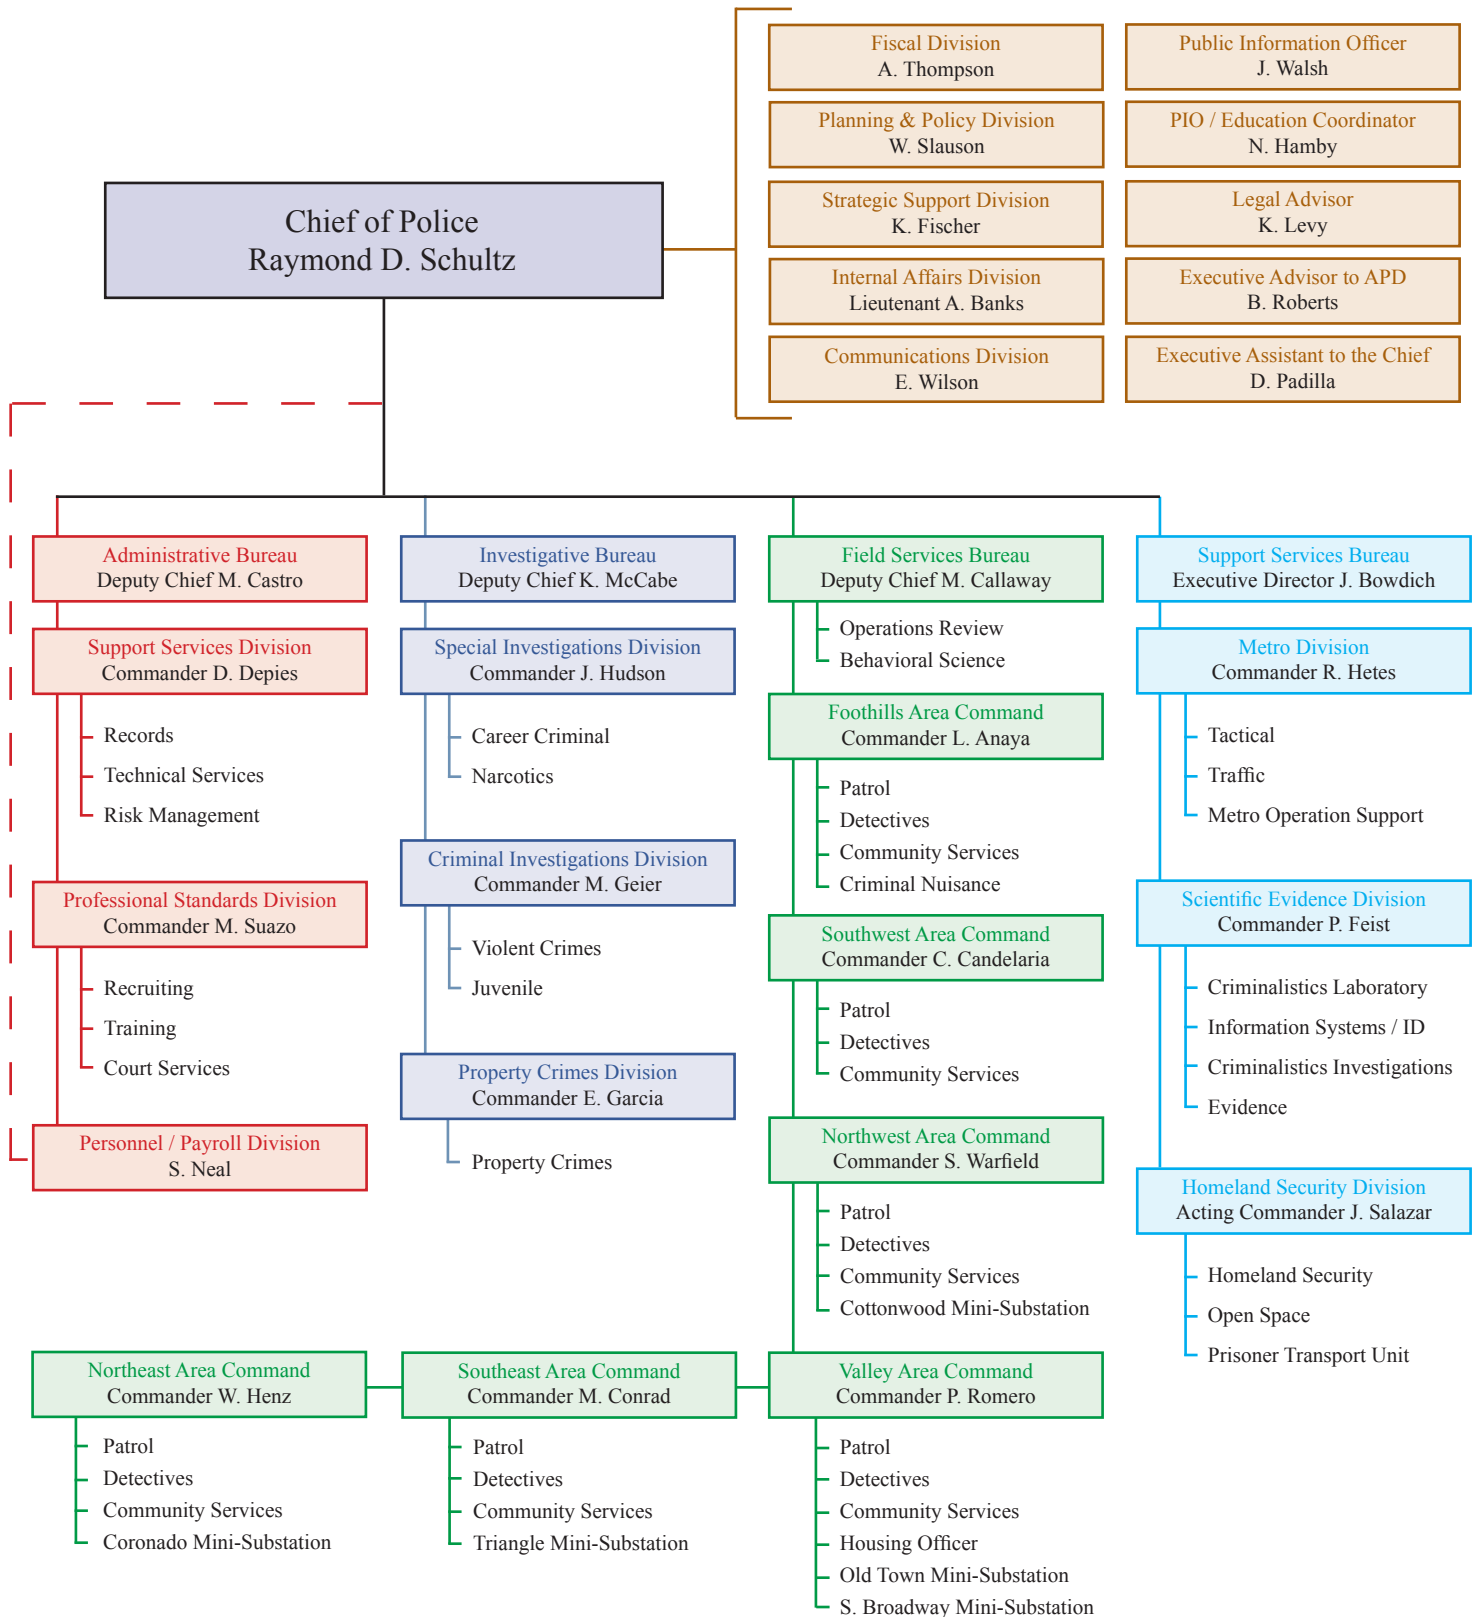 Fiscal Division
A. Thompson
Public Information Officer
J. Walsh
Planning & Policy Division
W. Slauson
PIO / Education Coordinator
N. Hamby
Strategic Support Division
K. Fischer
Legal Advisor
K. Levy
Internal Affairs Division
Lieutenant A. Banks
Executive Advisor to APD
B. Roberts
Communications Division
E. Wilson
Executive Assistant to the Chief
D. Padilla
Chief of Police
Raymond D. Schultz
Administrative Bureau
Deputy Chief M. Castro
Support Services Division
Commander D. Depies
Records
Technical Services
Risk Management
Professional Standards Division
Commander M. Suazo
Recruiting
Training
Court Services
Personnel / Payroll Division
S. Neal
Investigative Bureau
Deputy Chief K. McCabe
Special Investigations Division
Commander J. Hudson
Career Criminal
Narcotics
Criminal Investigations Division
Commander M. Geier
Violent Crimes
Juvenile
Property Crimes Division
Commander E. Garcia
Property Crimes
Field Services Bureau
Deputy Chief M. Callaway
Operations Review
Behavioral Science
Foothills Area Command
Commander L. Anaya
Patrol
Detectives
Community Services
Criminal Nuisance
Southwest Area Command
Commander C. Candelaria
Patrol
Detectives
Community Services
Northwest Area Command
Commander S. Warfield
Patrol
Detectives
Community Services
Cottonwood Mini-Substation
Valley Area Command
Commander P. Romero
Patrol
Detectives
Community Services
Housing Officer
Old Town Mini-Substation
S. Broadway Mini-Substation
Southeast Area Command
Commander M. Conrad
Patrol
Detectives
Community Services
Triangle Mini-Substation
Northeast Area Command
Commander W. Henz
Patrol
Detectives
Community Services
Coronado Mini-Substation
Support Services Bureau
Executive Director J. Bowdich
Metro Division
Commander R. Hetes
Tactical
Traffic
Metro Operation Support
Scientific Evidence Division
Commander P. Feist
Criminalistics Laboratory
Information Systems / ID
Criminalistics Investigations
Evidence
Homeland Security Division
Acting Commander J. Salazar
Homeland Security
Open Space
Prisoner Transport Unit